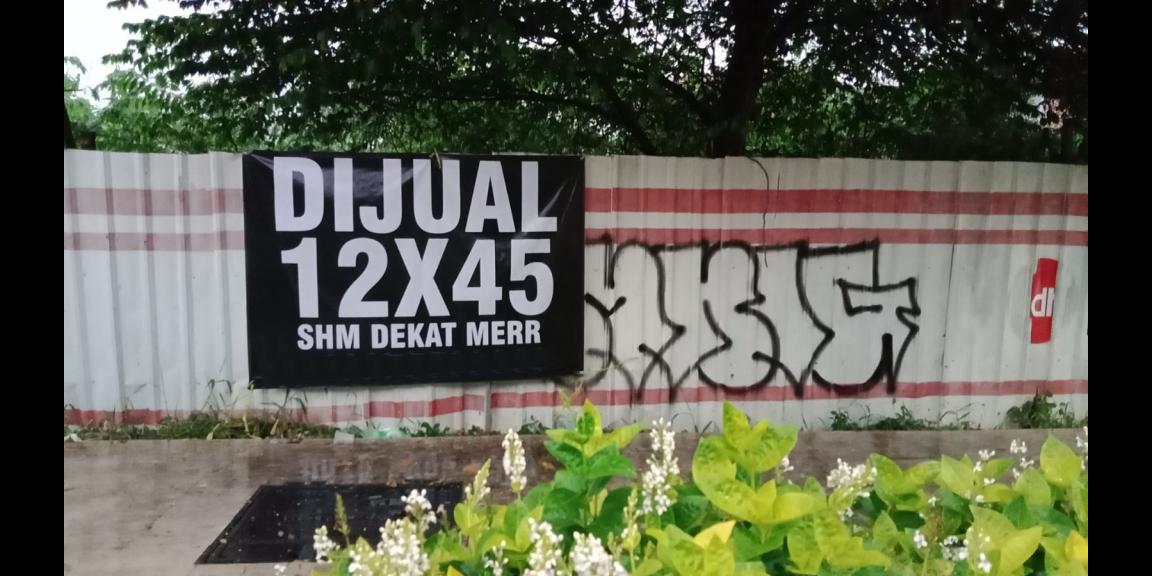 DIJUAL
12X45
SHM DEKAT MERR